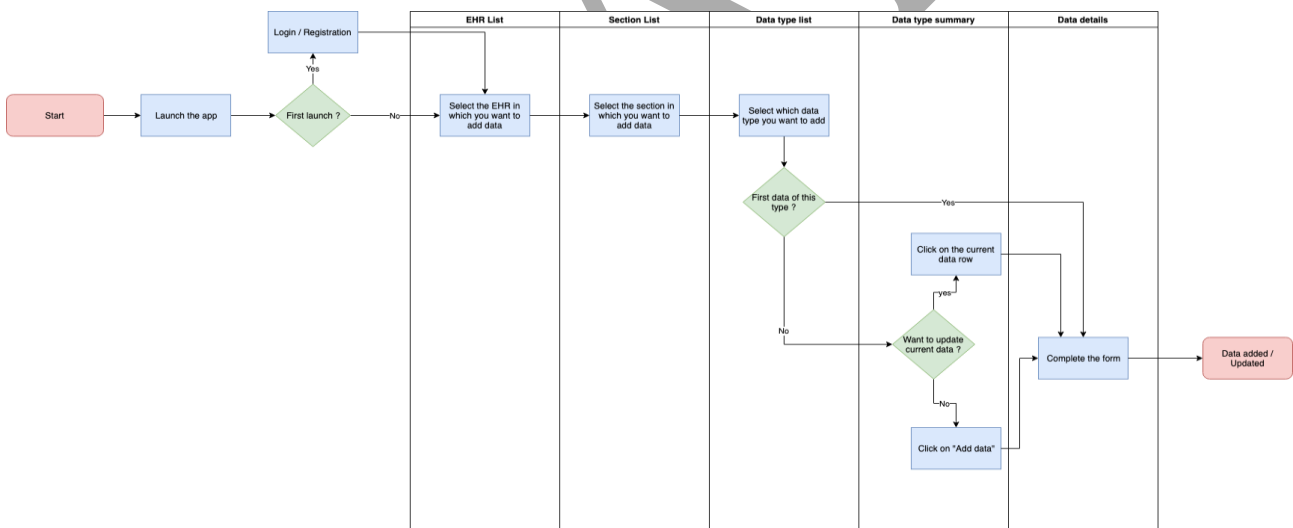 EHR List
Section List
Data type list
Data type summary
Data details
Login / Registration
Yes
Start
Launch the app
First launch ?
No
Select the EHR in
which you want to
add data
Select the section in
which you want to
add data
Select which data
type you want to add
First data of this
type ?
Yes
Click on the current
data row
yes
No
Want to update
current data ?
Complete the form
Data added /
Updated
No
Click on "Add data"